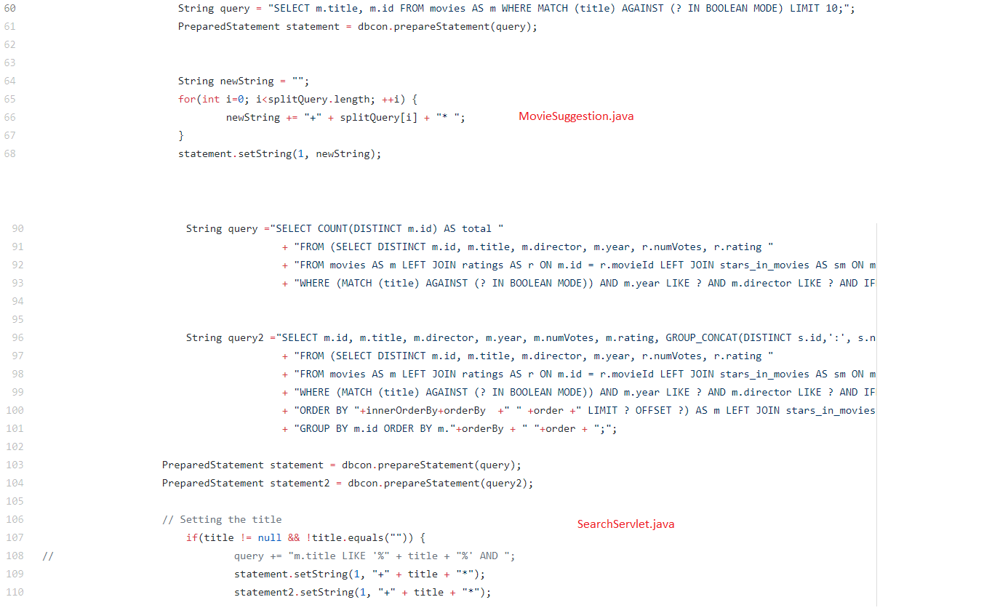 60 String query = "SELECT m.title, m.id FROM movies AS m WHERE MATCH (title) AGAINST (? IN BOOLEAN MODE) LIMIT 10;";
61 PreparedStatement statement = dbcon.prepareStatement(query);
62
63
64 String newString = "";
65 for(int i=0; i<splitQuery.length; ++i) {
66 newString += "+" + splitQuery[i] + "* ";
MovieSuggestion.java
67 }
68 statement.setString(1, newString);
90 String query ="SELECT COUNT(DISTINCT m.id) AS total "
91 + "FROM (SELECT DISTINCT m.id, m.title, m.director, m.year, r.numVotes, r.rating "
92 + "FROM movies AS m LEFT JOIN ratings AS r ON m.id = r.movieId LEFT JOIN stars_in_movies AS sm ON m
93 + "WHERE (MATCH (title) AGAINST (? IN BOOLEAN MODE)) AND m.year LIKE ? AND m.director LIKE ? AND IF
94
95
96 String query2 ="SELECT m.id, m.title, m.director, m.year, m.numVotes, m.rating, GROUP_CONCAT(DISTINCT s.id,':', s.n
97 + "FROM (SELECT DISTINCT m.id, m.title, m.director, m.year, r.numVotes, r.rating "
98 + "FROM movies AS m LEFT JOIN ratings AS r ON m.id = r.movieId LEFT JOIN stars_in_movies AS sm ON m
99 + "WHERE (MATCH (title) AGAINST (? IN BOOLEAN MODE)) AND m.year LIKE ? AND m.director LIKE ? AND IF
100 + "ORDER BY "+innerOrderBy+orderBy +" " +order +" LIMIT ? OFFSET ?) AS m LEFT JOIN stars_in_movies
101 + "GROUP BY m.id ORDER BY m."+orderBy + " "+order + ";";
102
103 PreparedStatement statement = dbcon.prepareStatement(query);
104 PreparedStatement statement2 = dbcon.prepareStatement(query2);
105
106 // Setting the title
SearchServlet.java
107 if(title != null && !title.equals("")) {
108 // query += "m.title LIKE '%" + title + "%' AND ";
109 statement.setString(1, "+" + title + "*");
110 statement2.setString(1, "+" + title + "*");